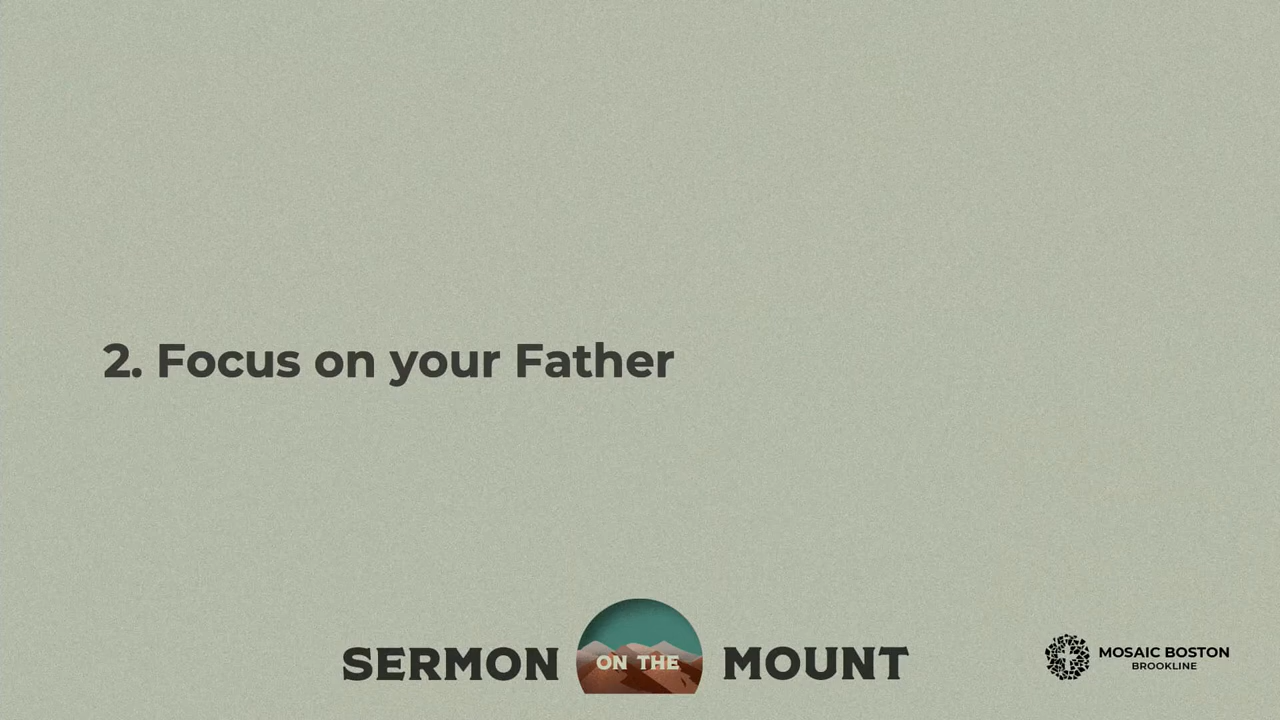 2. Focus on your Father
SERMON ON THE MOUNT
MOSAIC BOSTON
BROOKLINE